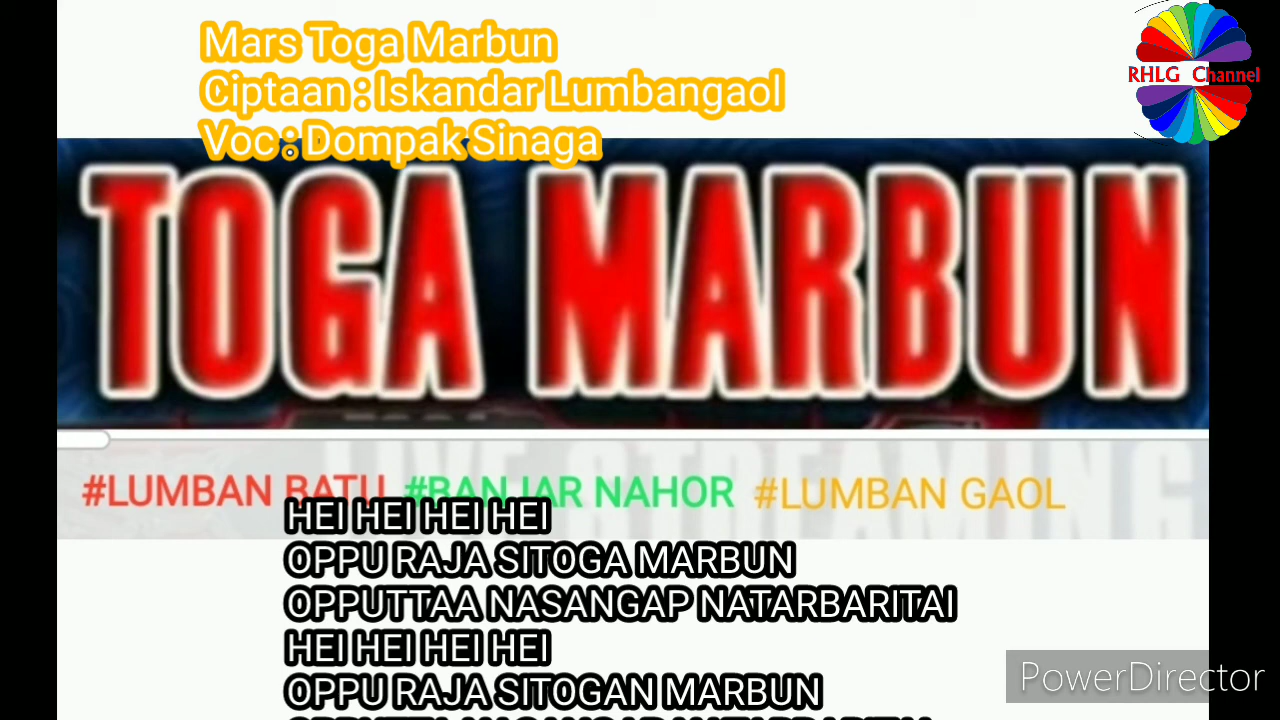 Mars Toga Marbun
Ciptaan : Iskandar Lumbangaol
Voc : Dompak Sinaga
RHLG Channel
TOGA MARBUN
LIVE STREAMING
#LUMBAN BATU #BANJAR NAHOR #LUMBAN GAOL
HEI HEI HEI HEI
OPPU RAJA SITOGA MARBUN
OPPUTTAA NASANGAP NATARBARITAI
HEI HEI HEI HEI
OPPU RAJA SITOGAN MARBUN
PowerDirector